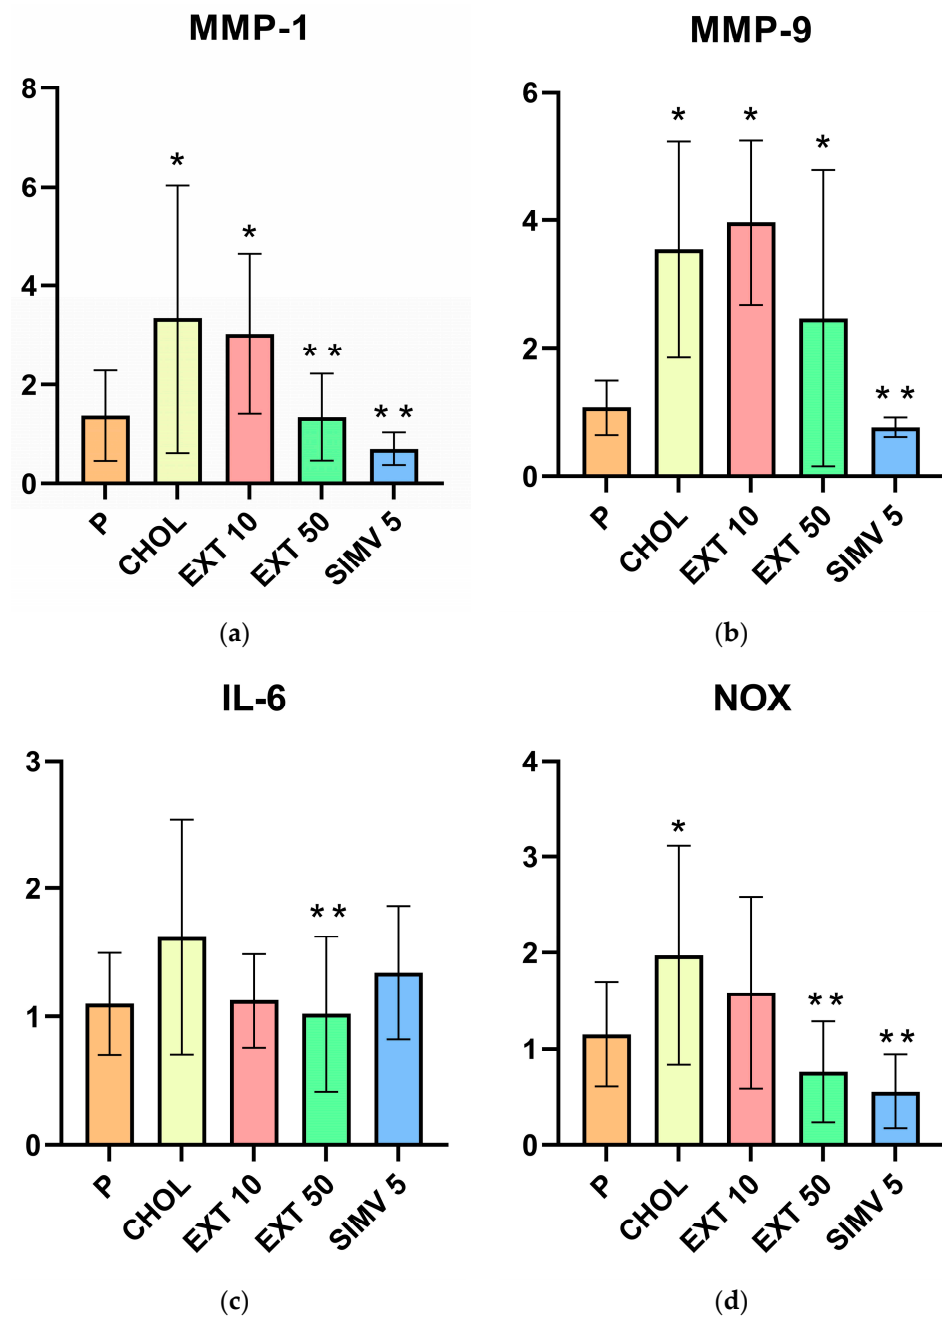 MMP-1
8
6
4
2
0
*
*
* *
* *
P
CHOL
EXT 10
EXT 50
SIMV 5
(a)
MMP-9
6
4
2
0
*
*
*
* *
P
CHOL
EXT 10
EXT 50
SIMV 5
(b)
IL-6
3
2
1
0
* *
P
CHOL
EXT 10
EXT 50
SIMV 5
(c)
NOX
4
3
2
1
0
*
* *
* *
P
CHOL
EXT 10
EXT 50
SIMV 5
(d)